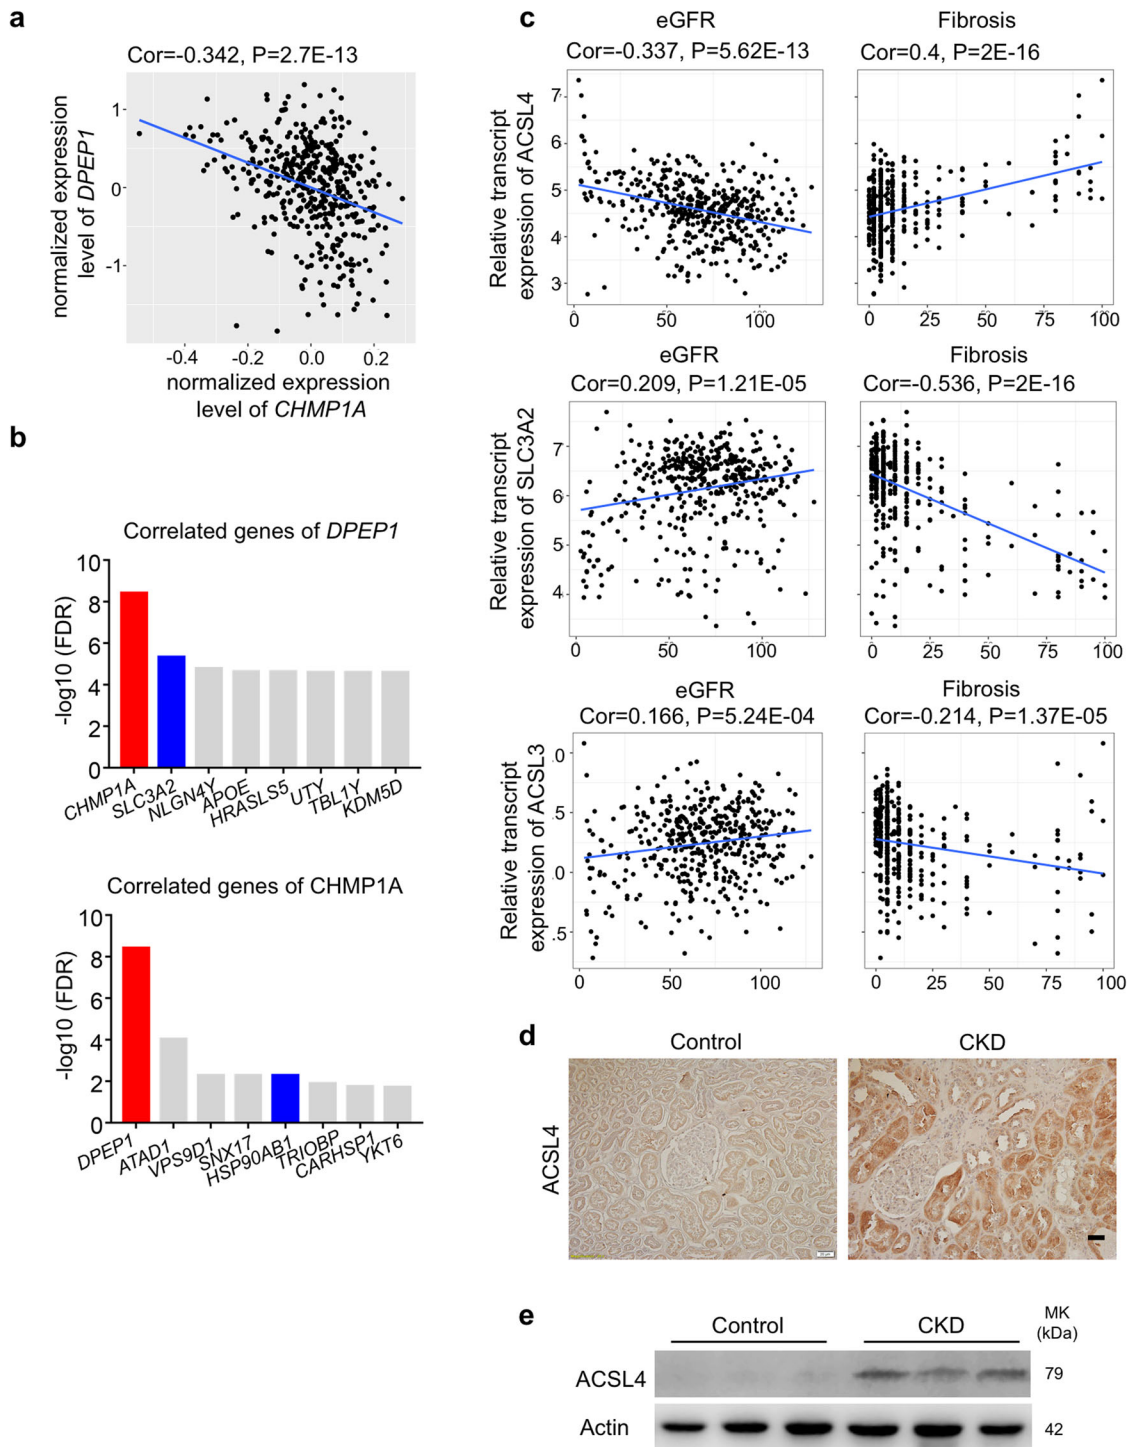 a
Cor=-0.342, P=2.7E-13
normalized expression
level of DPEP1
1
0
-1
-0.4
-0.2
0.0
0.2
normalized expression
level of CHMP1A
b
Correlated genes of DPEP1
-log10 (FDR)
10
8
6
4
2
0
CHMP1A
SLC3A2
NLGN4Y
APOE
HRASLS5
UTY
TBL1Y
KDM5D
Correlated genes of CHMP1A
-log10 (FDR)
10
8
6
4
2
0
DPEP1
ATAD1
VPS9D1
SNX17
HSP90AB1
TRIOBP
CARHSP1
YKT6
c
eGFR
Cor=-0.337, P=5.62E-13
Relative transcript
expression of ACSL4
7
6
5
4
3
0
50
100
Fibrosis
Cor=0.4, P=2E-16
0
25
50
75
100
eGFR
Cor=0.209, P=1.21E-05
Relative transcript
expression of SLC3A2
7
6
5
4
0
50
100
Fibrosis
Cor=-0.536, P=2E-16
0
25
50
75
100
eGFR
Cor=0.166, P=5.24E-04
Relative transcript
expression of ACSL3
.0
.5
.0
.5
0
50
100
Fibrosis
Cor=-0.214, P=1.37E-05
0
25
50
75
100
d
Control
CKD
ACSL4
e
Control
CKD
MK
(kDa)
ACSL4
79
Actin
42